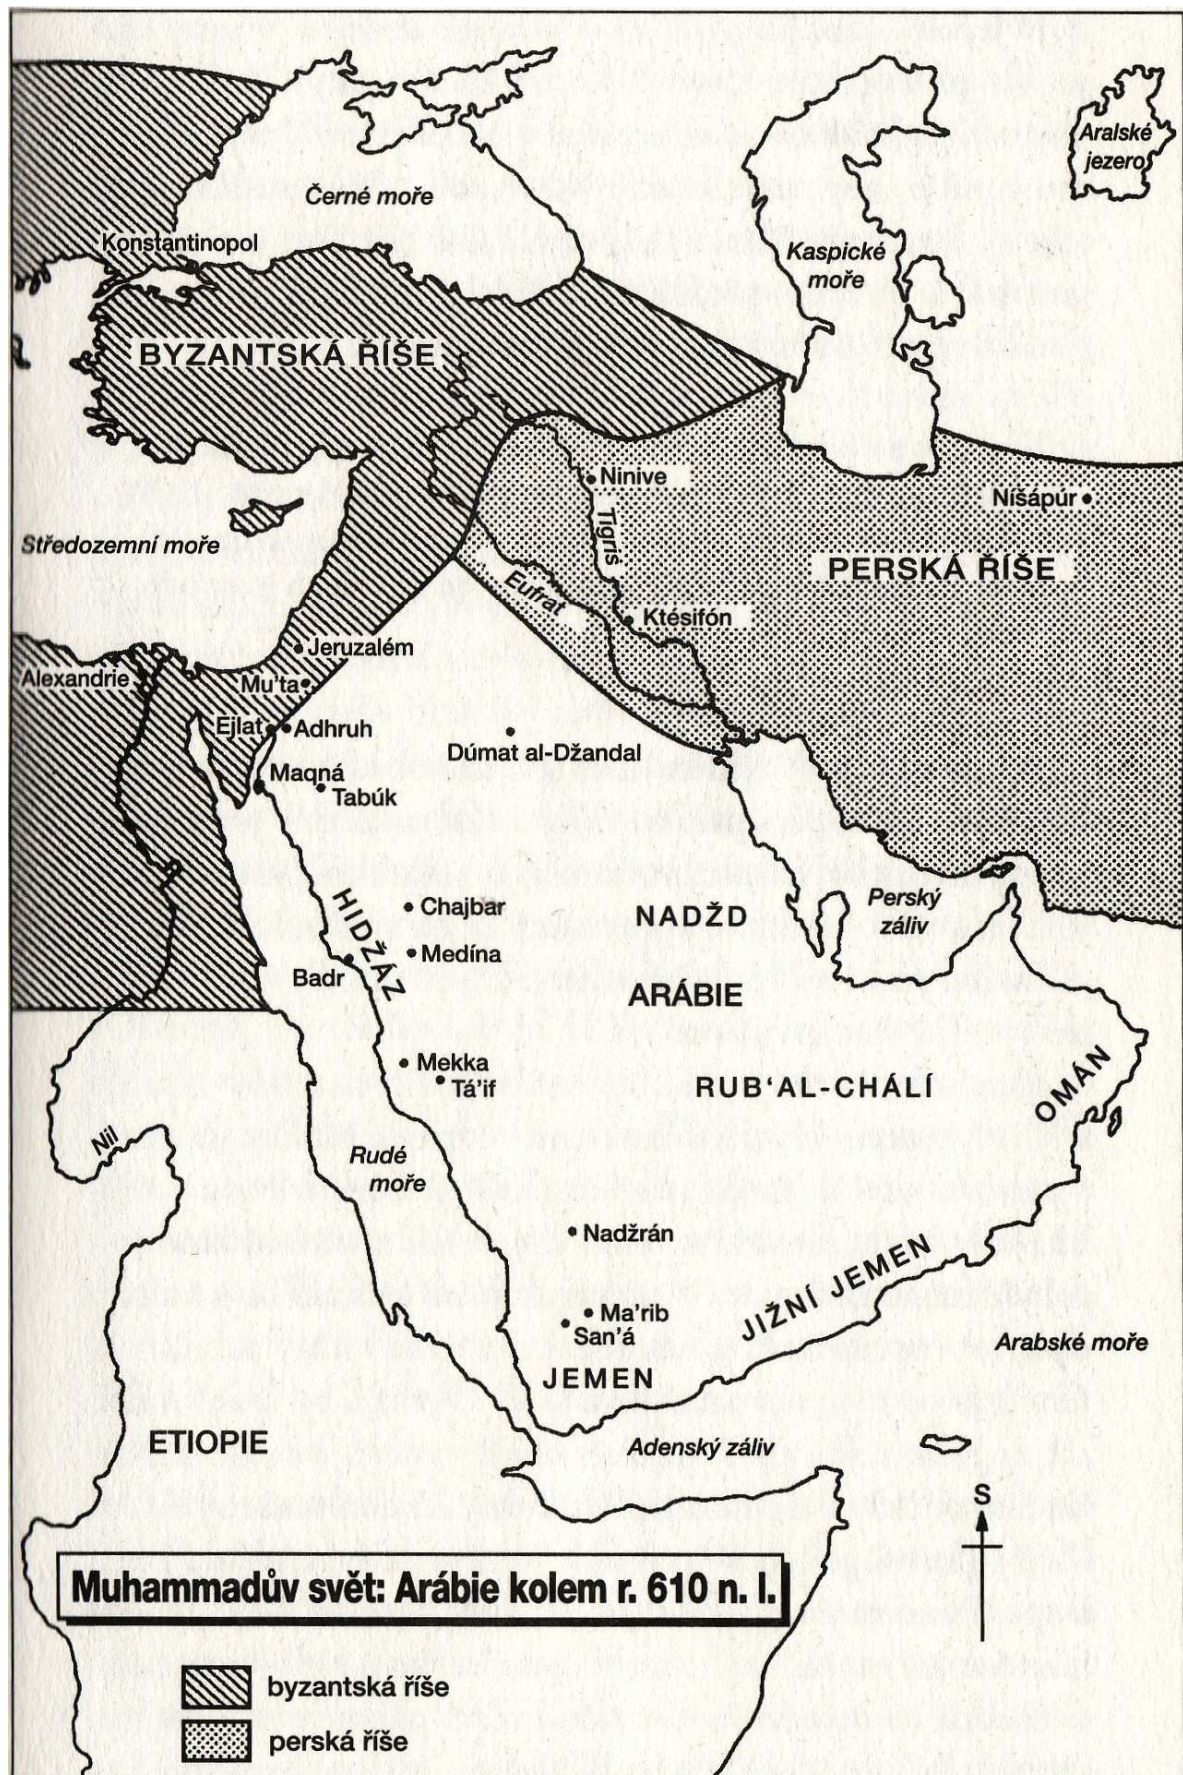 Aralské
jezero
Černé moře
Konstantinopol
Kaspické
moře
BYZANTSKÁ ŘÍŠE
Ninive
Níšápúr
Tigris
Středozemní moře
PERSKÁ ŘÍŠE
Eufrat
Ktésifón
Jeruzalém
Alexandrie
Mu'ta
Ejlat
Adhruh
Dúmat al-Džandal
Maqná
Tabúk
HIDŽÁZ
Chajbar
NADŽD
Perský
záliv
Medína
Badr
ARÁBIE
Mekka
Tá'if
RUB‘AL-CHÁLÍ
OMÁN
Nil
Rudé
moře
Nadžrán
JIŽNÍ JEMEN
Ma'rib
San'á
Arabské moře
JEMEN
ETIOPIE
Adenský záliv
S
Muhammadův svět: Arábie kolem r. 610 n. l.
byzantská říše
perská říše